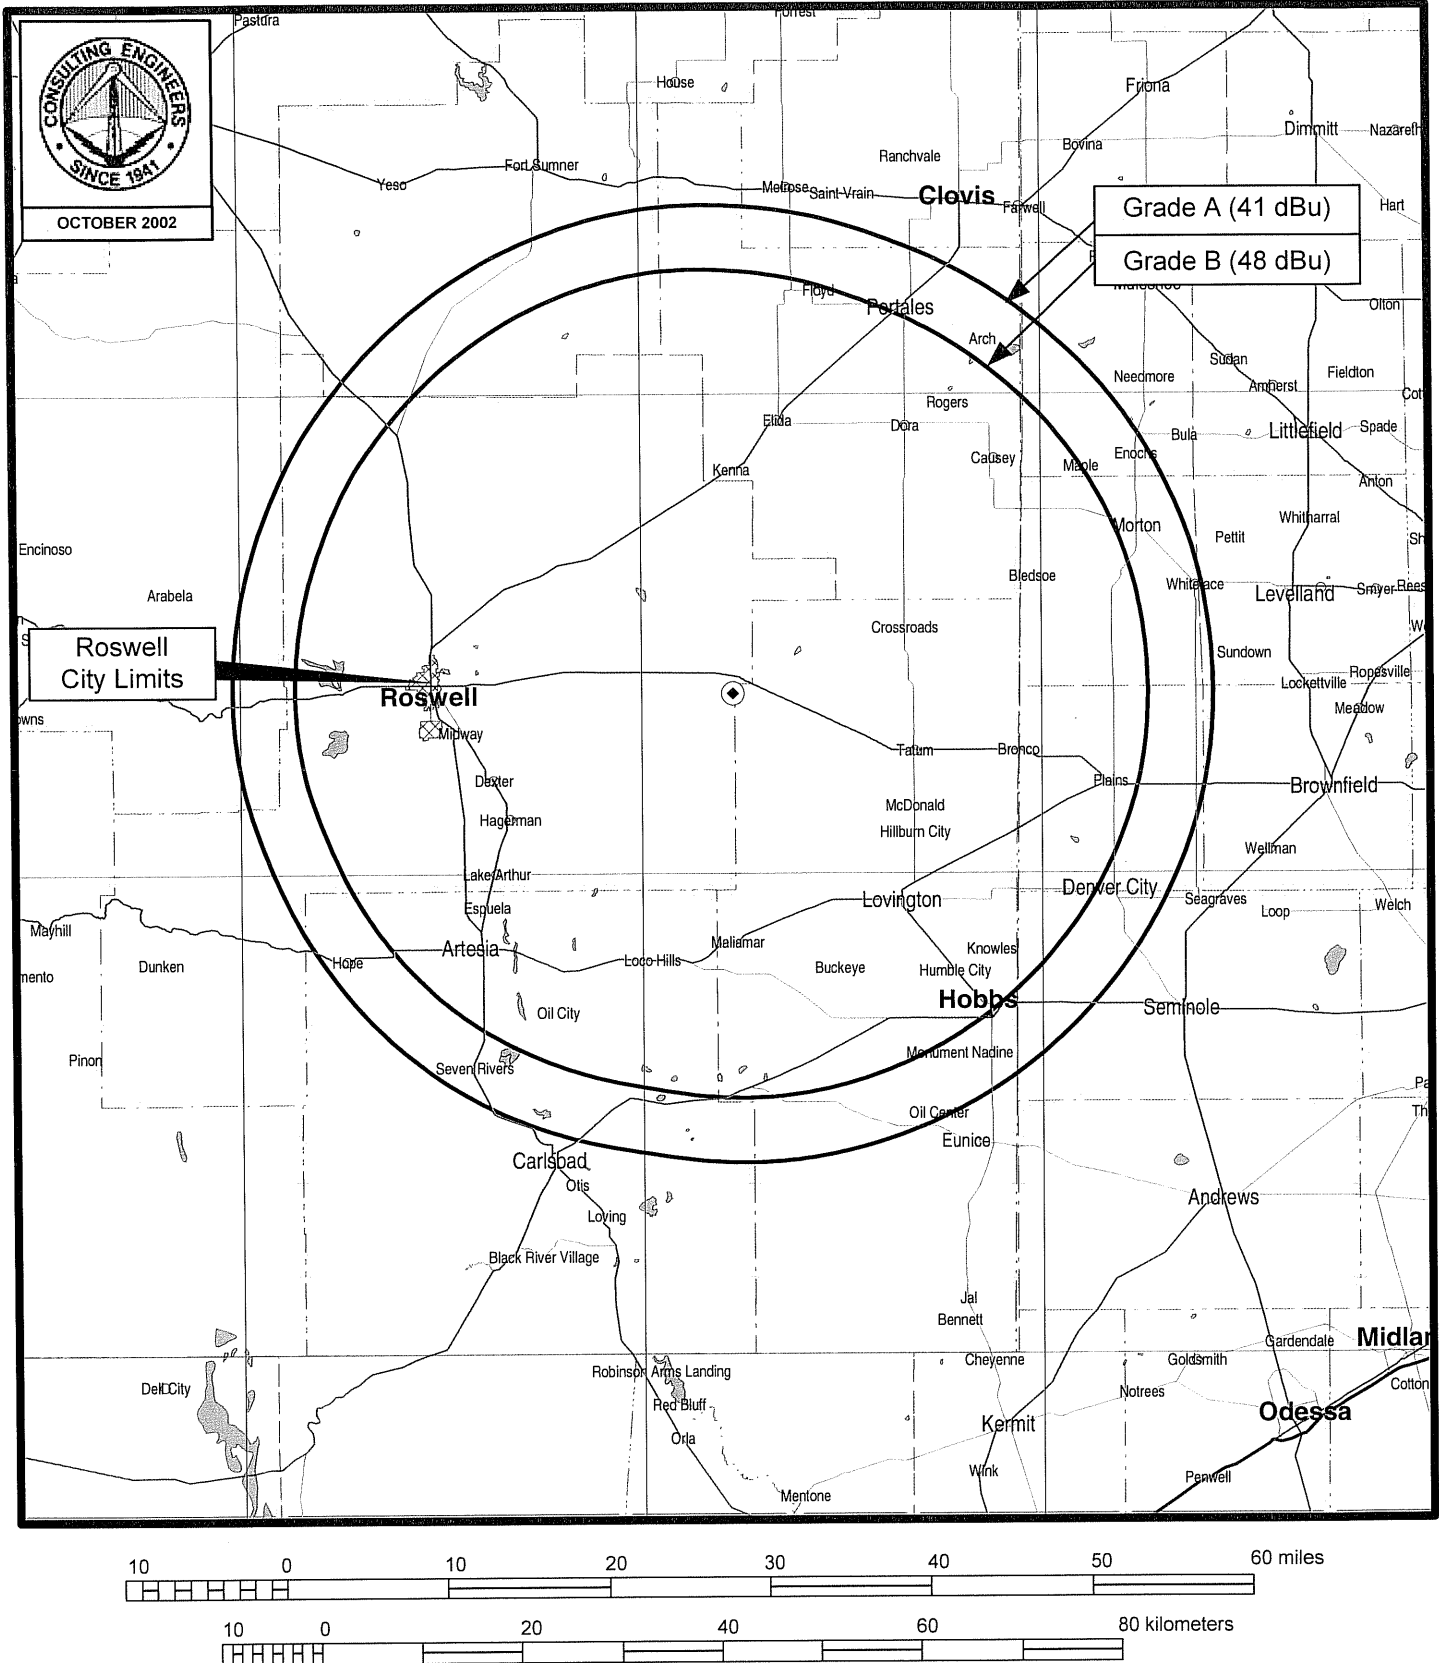 Pastura
Forrest
CONSULTING ENGINEERS
SINCE 1941
OCTOBER 2002
House
Friona
Dimmitt
Nazareth
Ranchvale
Bovina
Fort Sumner
Yeso
Melrose
Saint Vrain
Clovis
Farwell
Hart
Grade A (41 dBu)
Grade B (48 dBu)
Floyd
Portales
Olton
Arch
Sudan
Needmore
Fieldton
Amherst
Rogers
Elida
Dora
Bula
Littlefield
Spade
Causey
Maple
Enochs
Kenna
Anton
Whitharral
Morton
Pettit
Encinoso
Bledsoe
Whiteface
Levelland
Smyer
Arabela
Crossroads
Roswell
City Limits
Sundown
Lockettville
Ropesville
Roswell
Meadow
Midway
Tatum
Bronco
Dexter
Plains
Brownfield
McDonald
Hagerman
Hillburn City
Wellman
Lake Arthur
Denver City
Lovington
Seagraves
Welch
Espuela
Loop
Mayhill
Artesia
Maljamar
Knowles
Hope
Loco Hills
Dunken
Buckeye
Humble City
Hobbs
Oil City
Seminole
Monument Nadine
Pinon
Seven Rivers
Oil Center
Eunice
Carlsbad
Otis
Andrews
Loving
Black River Village
Jal
Bennett
Gardendale
Cheyenne
Goldsmith
Robinson Arms Landing
Dell City
Notrees
Red Bluff
Odessa
Kermit
Orla
Wink
Penwell
Mentone
10 0 10 20 30 40 50 60 miles
10 0 20 40 60 80 kilometers